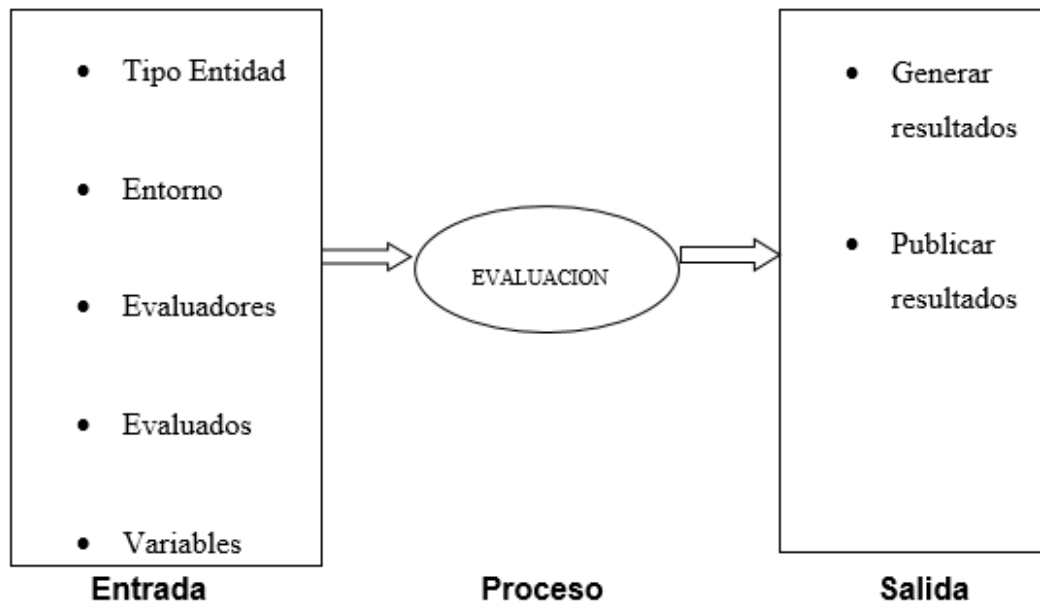 • Tipo Entidad
• Entorno
• Evaluadores
• Evaluados
• Variables
EVALUACION
• Generar
resultados
• Publicar
resultados
Entrada
Proceso
Salida